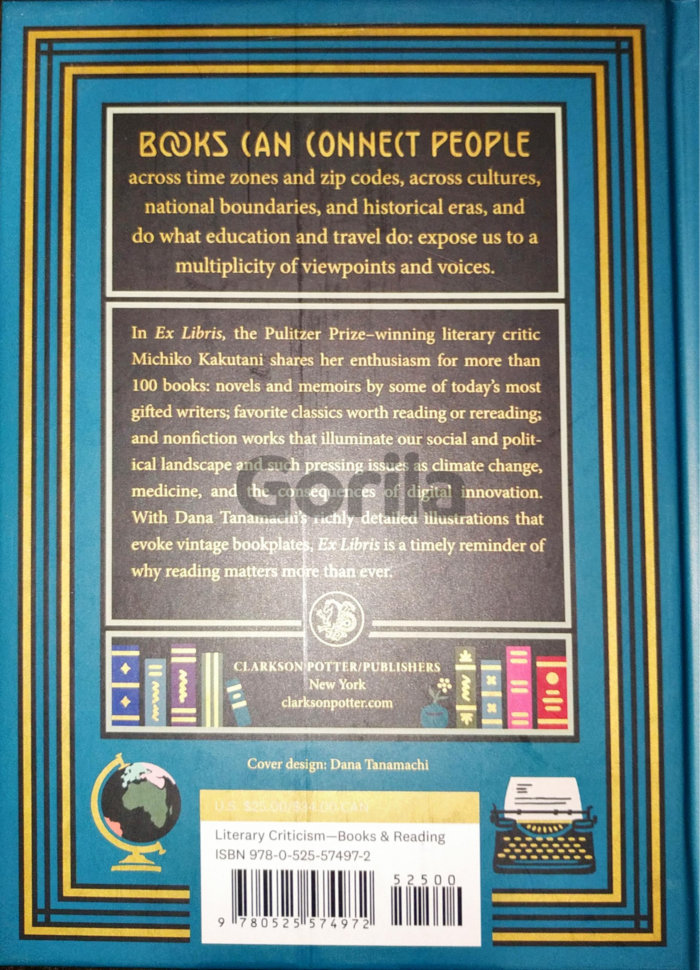 BOOKS CAN CONNECT PEOPLE
across time zones and zip codes, across cultures,
national boundaries, and historical eras, and
do what education and travel do: expose us to a
multiplicity of viewpoints and voices.
In Ex Libris, the Pulitzer Prize–winning literary critic
Michiko Kakutani shares her enthusiasm for more than
100 books: novels and memoirs by some of today's most
gifted writers; favorite classics worth reading or rereading;
and nonfiction works that illuminate our social and polit-
ical landscape and such pressing issues as climate change,
medicine, and the consequences of digital innovation.
Gorila
With Dana Tanamachi's richly detailed illustrations that
evoke vintage bookplates, Ex Libris is a timely reminder of
why reading matters more than ever.
CLARKSON POTTER/PUBLISHERS
New York
clarksonpotter.com
Cover design: Dana Tanamachi
U.S. $25.00/$34.00 CAN
Literary Criticism—Books & Reading
ISBN 978-0-525-57497-2
52500
9 780525 574972